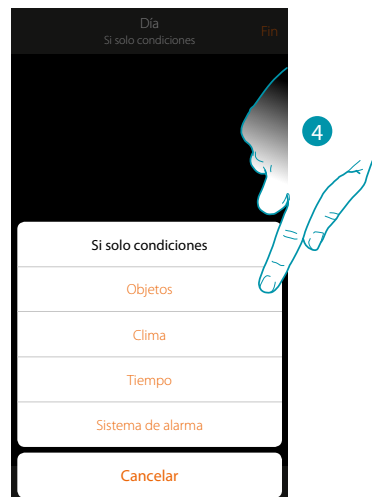 Día
Si solo condiciones
Fin
4
Si solo condiciones
Objetos
Clima
Tiempo
Sistema de alarma
Cancelar